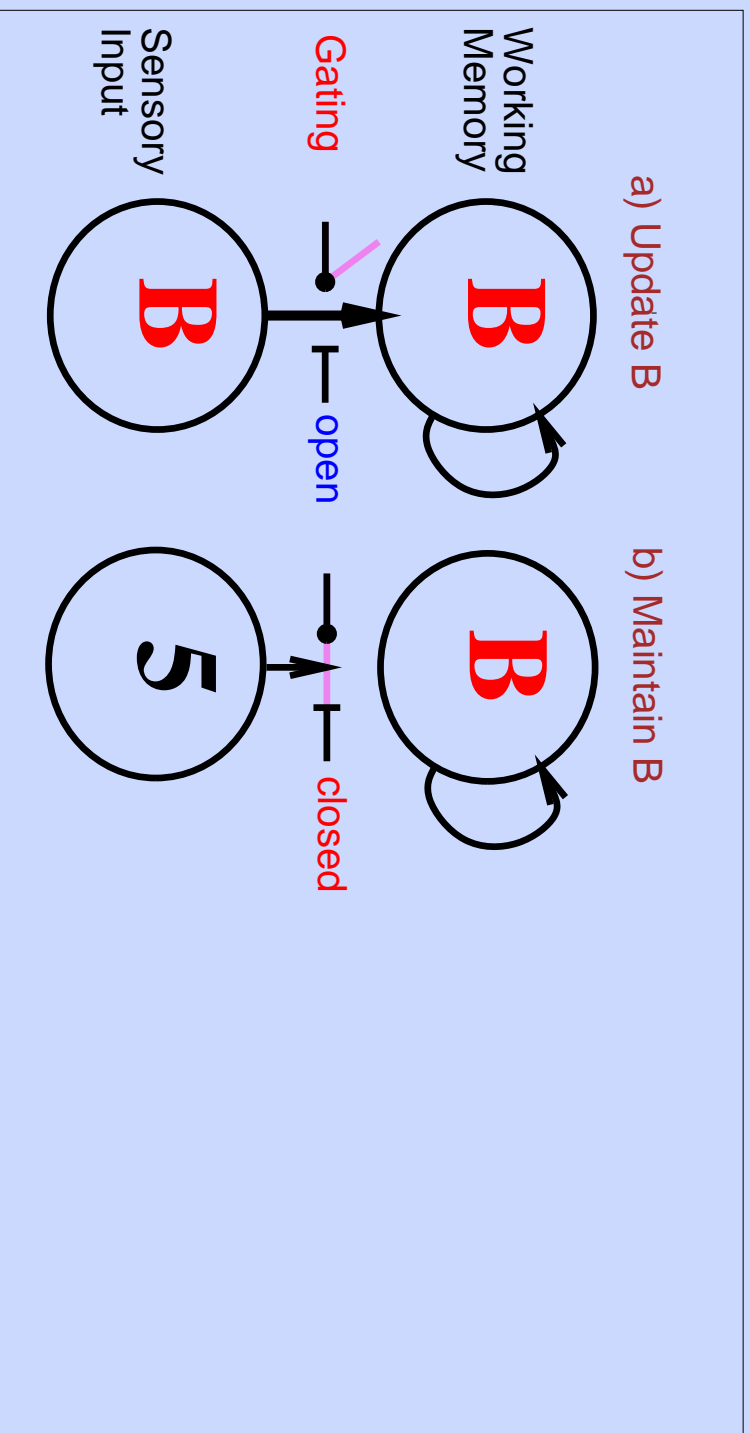 a) Update B
b) Maintain B
Working
Memory
B
B
Gating
open
closed
Sensory
Input
B
5